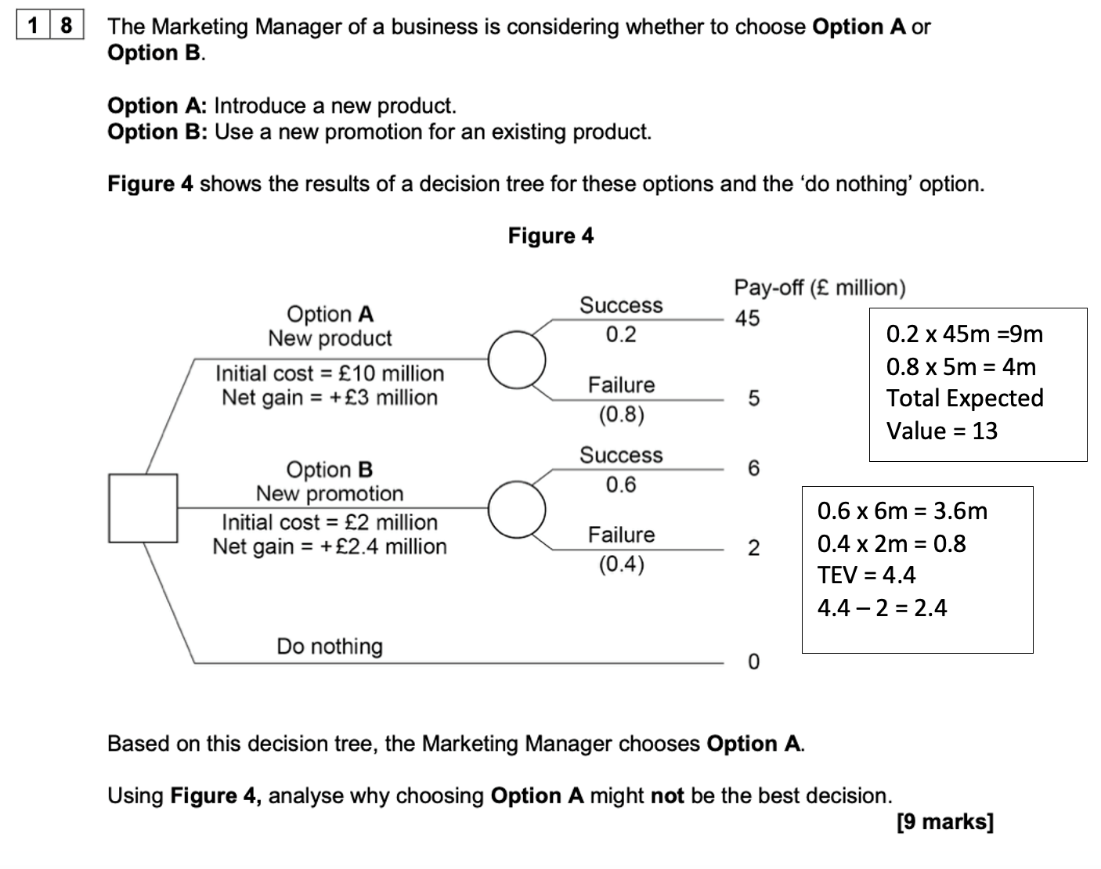 1 8 The Marketing Manager of a business is considering whether to choose Option A or
Option B.
Option A: Introduce a new product.
Option B: Use a new promotion for an existing product.
Figure 4 shows the results of a decision tree for these options and the ‘do nothing’ option.
Figure 4
Pay-off (£ million)
Option A
New product
Initial cost = £10 million
Net gain = +£3 million
Success
0.2
45
Failure
(0.8)
5
0.2 x 45m =9m
0.8 x 5m = 4m
Total Expected
Value = 13
Option B
New promotion
Initial cost = £2 million
Net gain = +£2.4 million
Success
0.6
6
Failure
(0.4)
2
0.6 x 6m = 3.6m
0.4 x 2m = 0.8
TEV = 4.4
4.4 – 2 = 2.4
Do nothing
0
Based on this decision tree, the Marketing Manager chooses Option A.
Using Figure 4, analyse why choosing Option A might not be the best decision.
[9 marks]